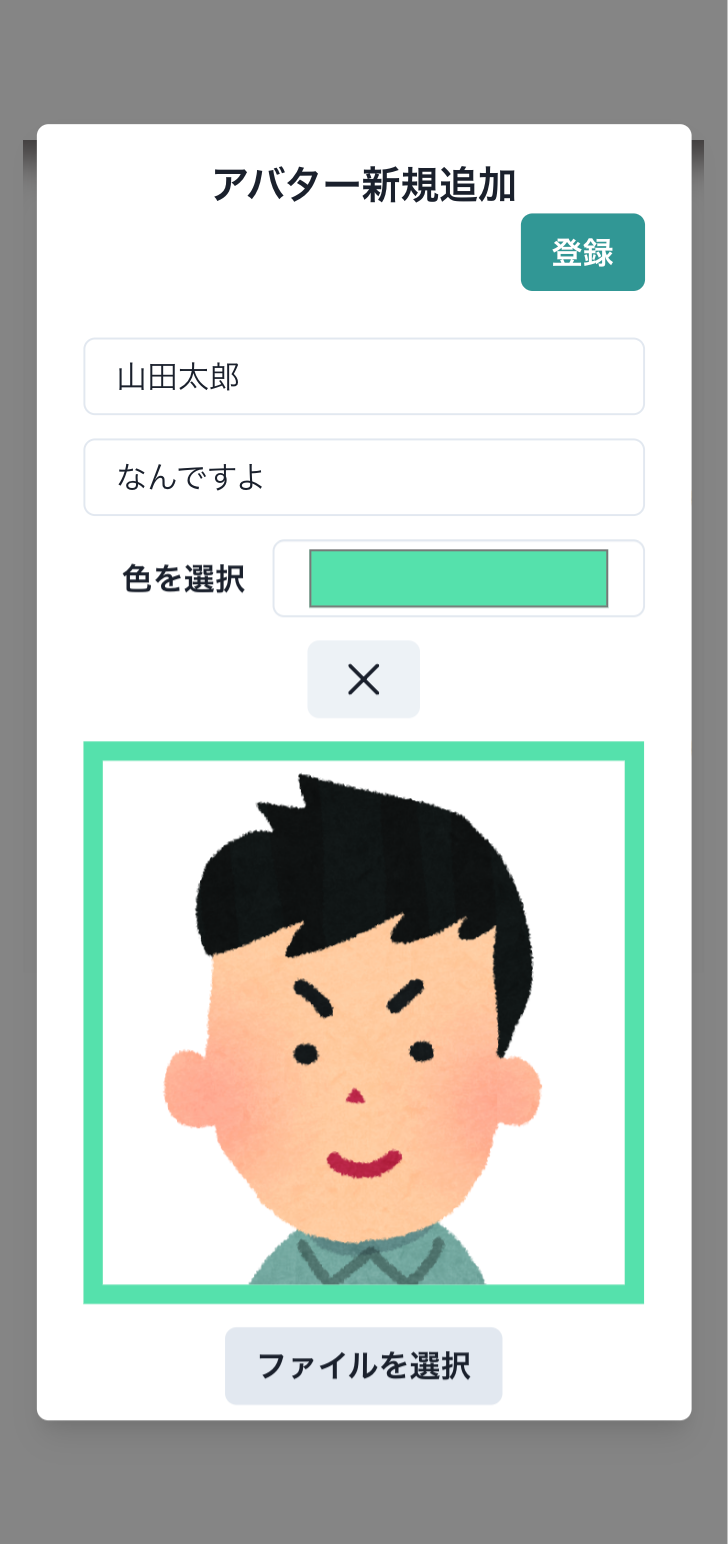 アバター新規追加
登録
山田太郎
なんですよ
色を選択
ファイルを選択